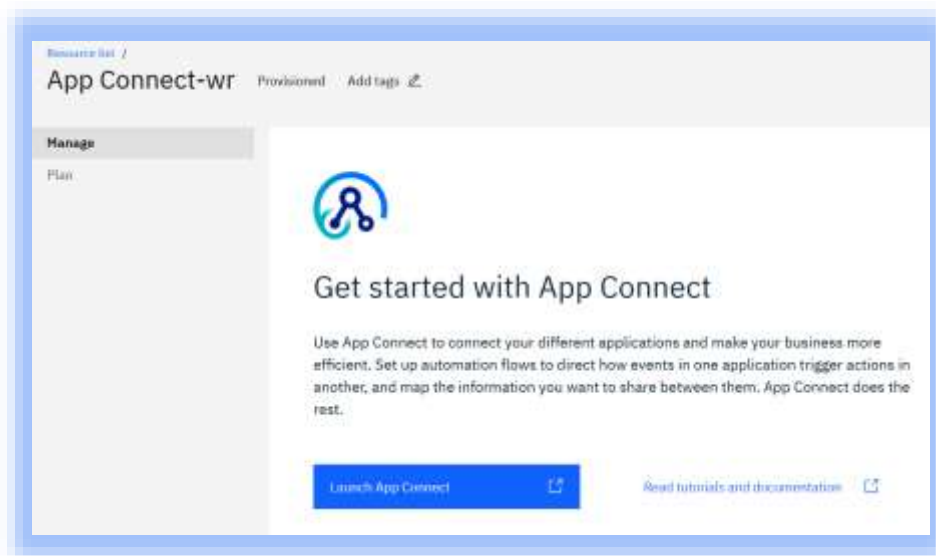 Resource list /
App Connect-wr Provisioned Add tags
Manage
Plan
Get started with App Connect
Use App Connect to connect your different applications and make your business more
efficient. Set up automation flows to direct how events in one application trigger actions in
another, and map the information you want to share between them. App Connect does the
rest.
Launch App Connect Read tutorials and documentation